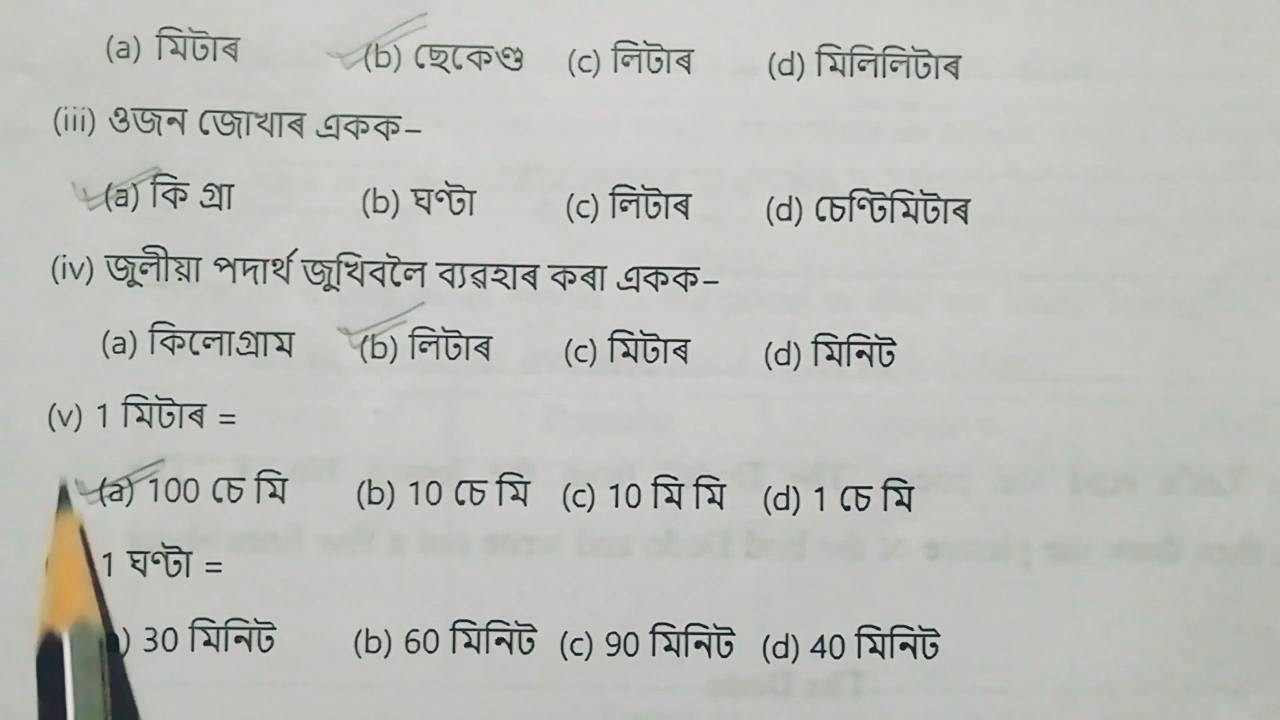 (a) মিটাৰ (b) ছেকেণ্ড (c) লিটাৰ (d) মিলিলিটাৰ
(iii) ওজন জোখাৰ একক–
(a) কি গ্ৰা (b) ঘণ্টা (c) লিটাৰ (d) চেণ্টিমিটাৰ
(iv) জুলীয়া পদাৰ্থ জুখিবলৈ ব্যৱহাৰ কৰা একক–
(a) কিলোগ্ৰাম (b) লিটাৰ (c) মিটাৰ (d) মিনিট
(v) 1 মিটাৰ =
(a) 100 চে মি (b) 10 চে মি (c) 10 মি মি (d) 1 চে মি
1 ঘণ্টা =
) 30 মিনিট (b) 60 মিনিট (c) 90 মিনিট (d) 40 মিনিট